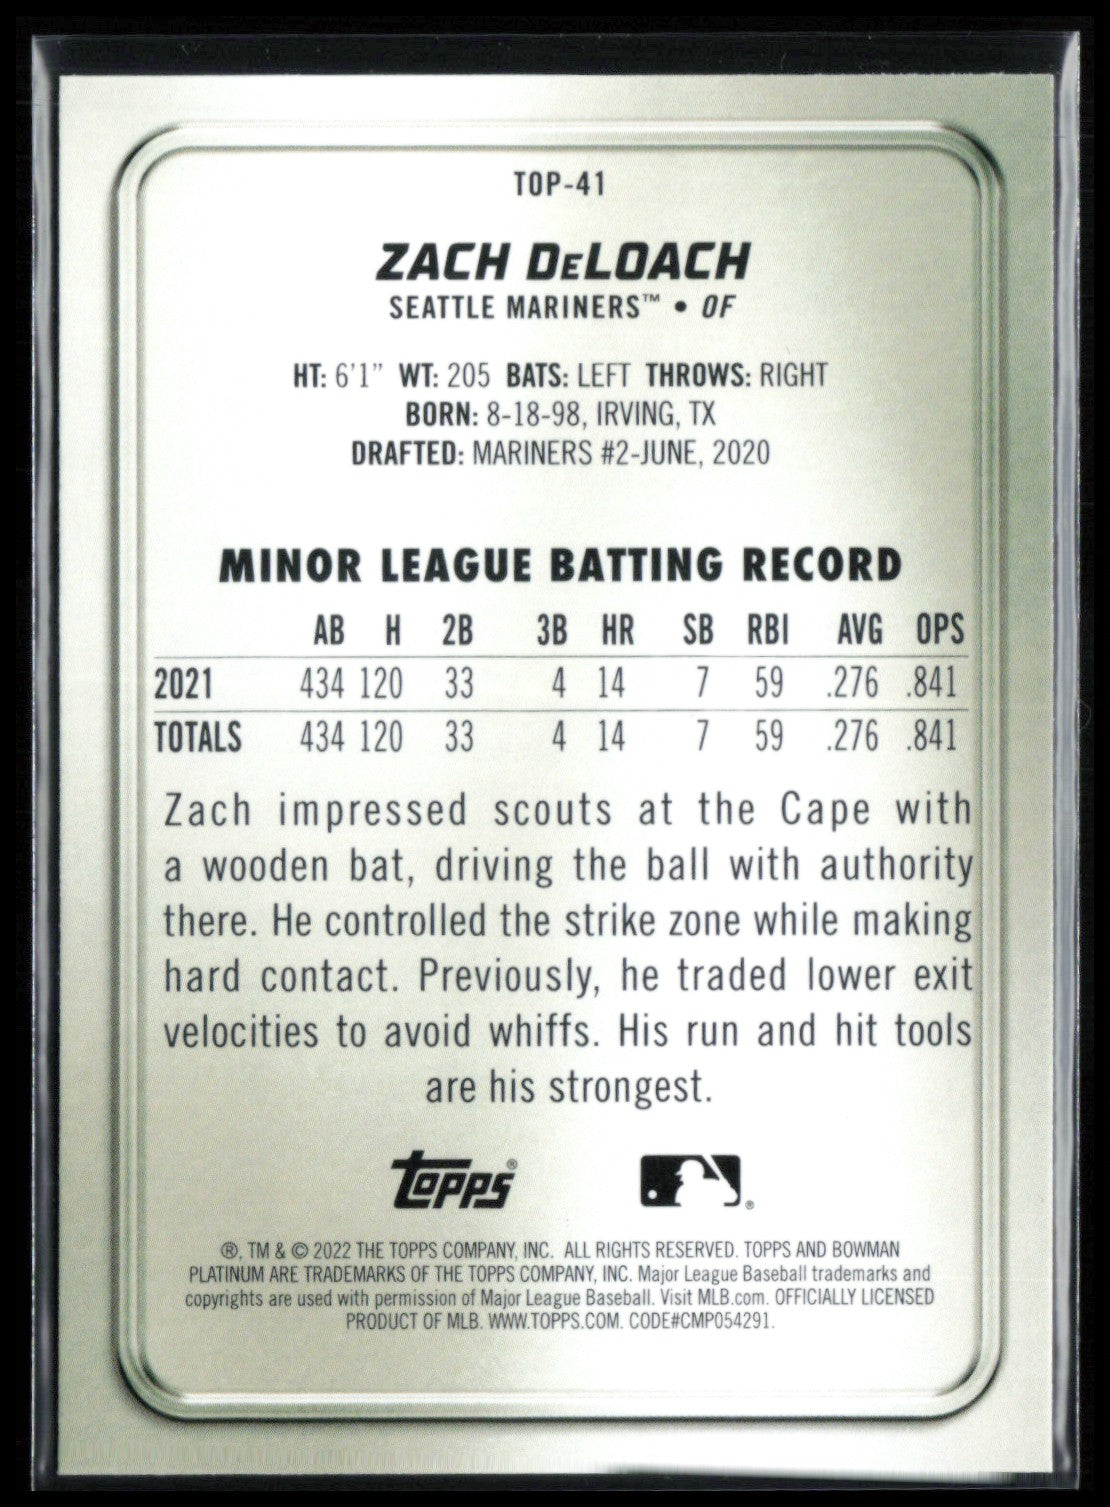 TOP-41
ZACH DeLOACH
SEATTLE MARINERS™ • OF
HT: 6'1" WT: 205 BATS: LEFT THROWS: RIGHT
BORN: 8-18-98, IRVING, TX
DRAFTED: MARINERS #2-JUNE, 2020
MINOR LEAGUE BATTING RECORD
AB H 2B 3B HR SB RBI AVG OPS
2021 434 120 33 4 14 7 59 .276 .841
TOTALS 434 120 33 4 14 7 59 .276 .841
Zach impressed scouts at the Cape with
a wooden bat, driving the ball with authority
there. He controlled the strike zone while making
hard contact. Previously, he traded lower exit
velocities to avoid whiffs. His run and hit tools
are his strongest.
Topps® ®
®, TM & © 2022 THE TOPPS COMPANY, INC. ALL RIGHTS RESERVED. TOPPS AND BOWMAN
PLATINUM ARE TRADEMARKS OF THE TOPPS COMPANY, INC. Major League Baseball trademarks and
copyrights are used with permission of Major League Baseball. Visit MLB.com. OFFICIALLY LICENSED
PRODUCT OF MLB. WWW.TOPPS.COM. CODE#CMP054291.